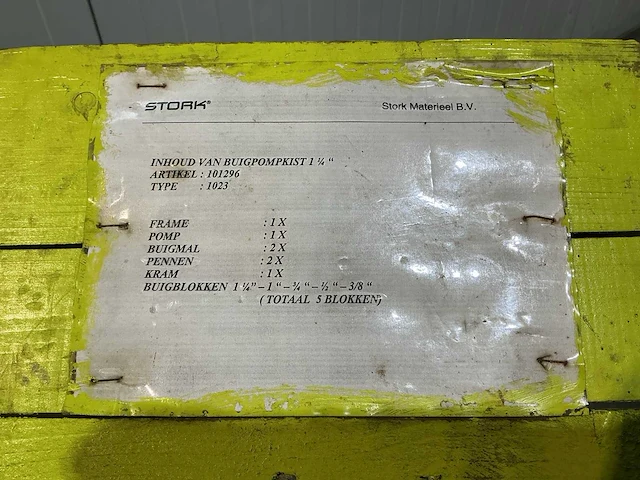 STORK®
Stork Materieel B.V.
INHOUD VAN BUIGPOMPKIST 1 ¼ "
ARTIKEL : 101296
TYPE : 1023
FRAME : 1 X
POMP : 1 X
BUIGMAL : 2 X
PENNEN : 2 X
KRAM : 1 X
BUIGBLOKKEN 1 ¼" – 1 " – ¾ " – ½ " – 3/8 "
( TOTAAL 5 BLOKKEN)